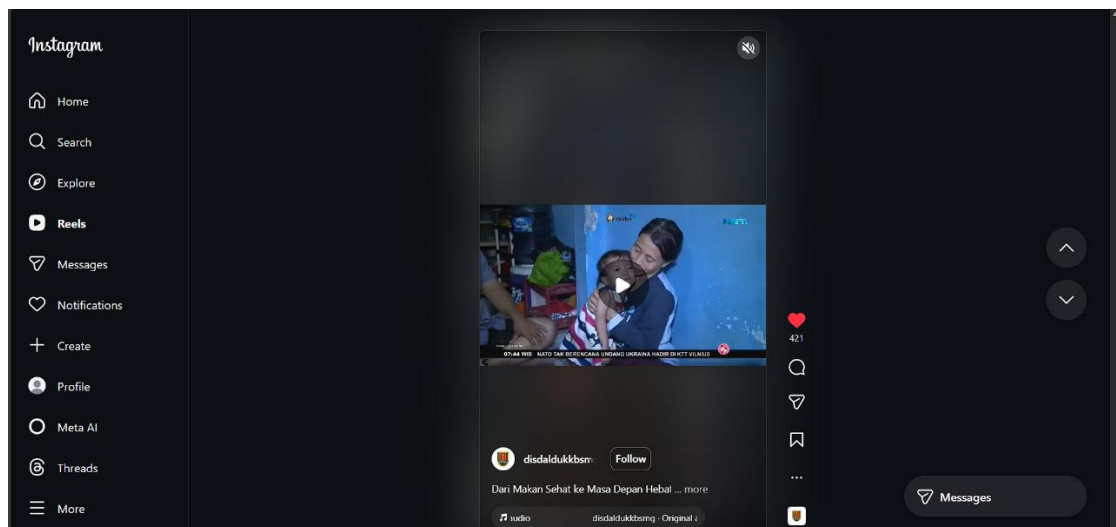 Instagram
Home
Search
Explore
Reels
Messages
Notifications
Create
Profile
Meta AI
Threads
More
07:44 WIB NATO TAK BERENCANA UNDANG UKRAINA HADIR DI KTT VILNIUS
421
disdaldukkbsm
Follow
Dari Makan Sehat ke Masa Depan Hebat ... more
udio disdaldukkbsmg · Original
Messages